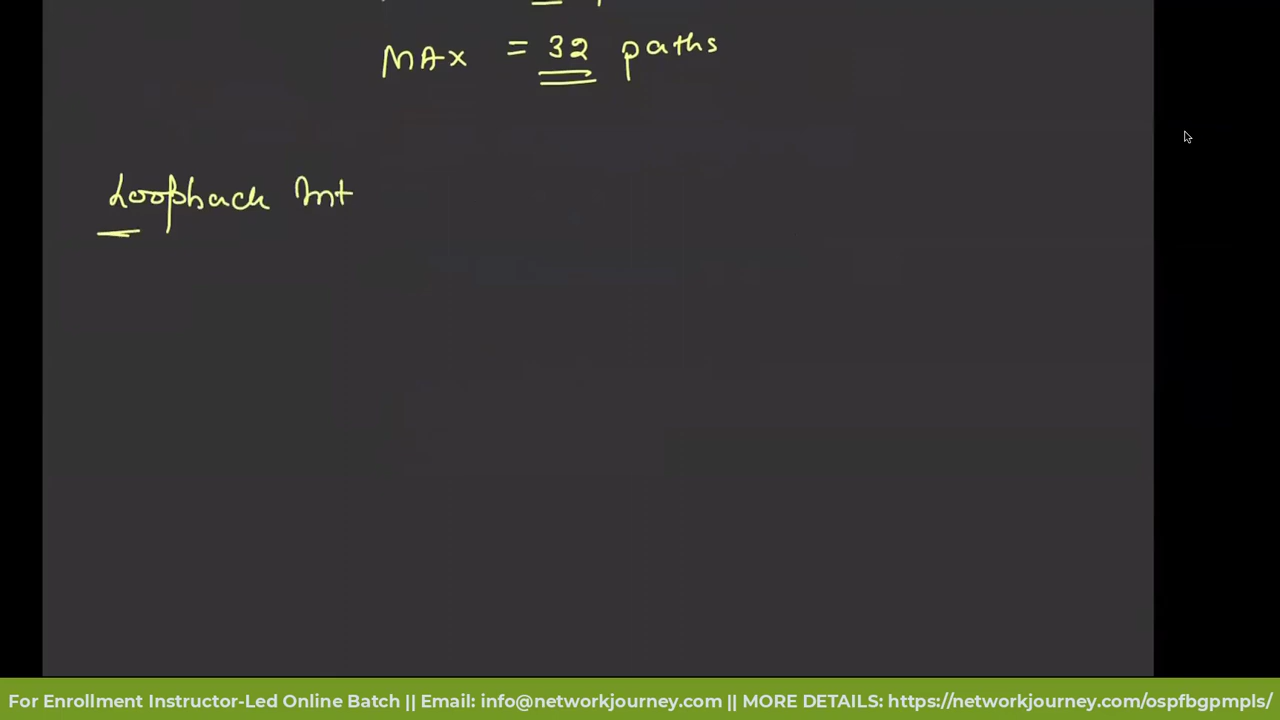 MAX = 32 paths
Loopback Int
For Enrollment Instructor-Led Online Batch || Email: info@networkjourney.com || MORE DETAILS: https://networkjourney.com/ospfbgpmpls/